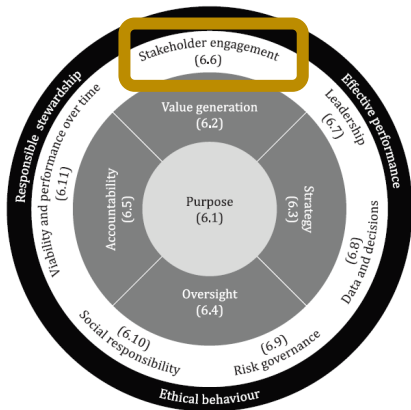 Stakeholder engagement
(6.6)
Responsible stewardship
Effective performance
Viability and performance over time
(6.11)
Leadership
(6.7)
Value generation
(6.2)
Accountability
(6.5)
Purpose
(6.1)
Strategy
(6.3)
Oversight
(6.4)
(6.8)
Data and decisions
(6.10)
Social responsibility
(6.9)
Risk governance
Ethical behaviour